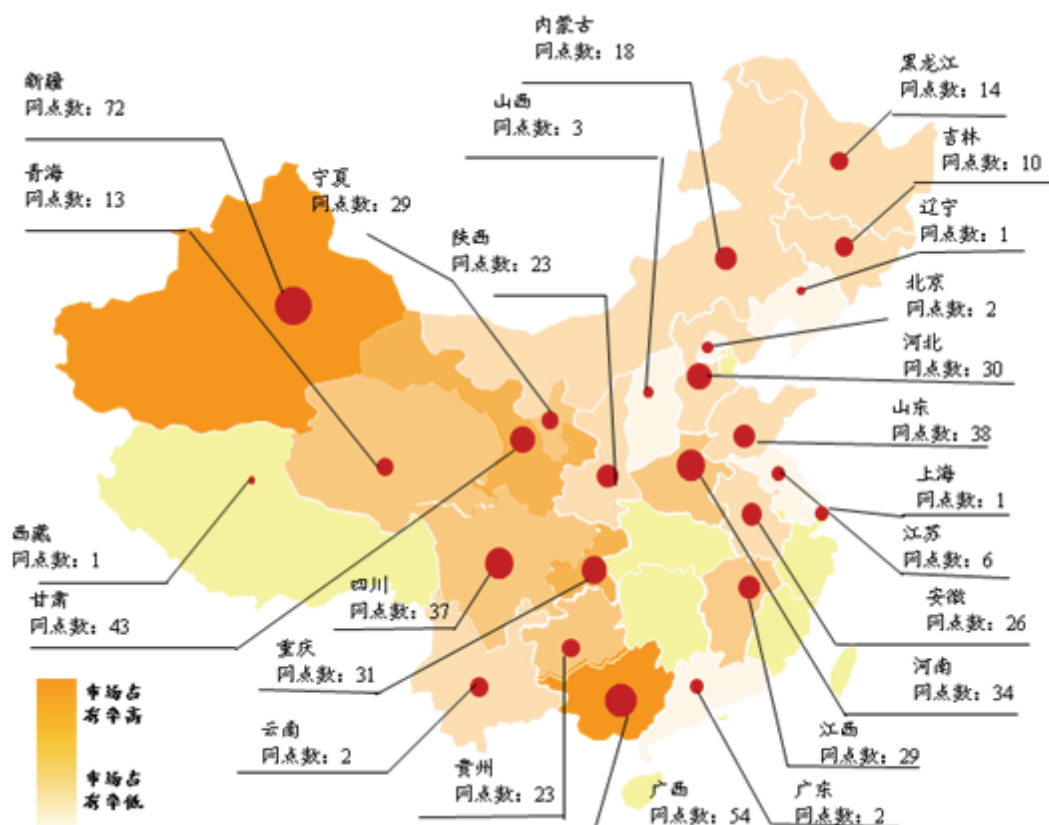 内蒙古
网点数：18
黑龙江
网点数：14
新疆
网点数：72
山西
网点数：3
吉林
网点数：10
青海
网点数：13
宁夏
网点数：29
辽宁
网点数：1
陕西
网点数：23
北京
网点数：2
河北
网点数：30
山东
网点数：38
上海
网点数：1
西藏
网点数：1
江苏
网点数：6
四川
网点数：37
甘肃
网点数：43
安徽
网点数：26
重庆
网点数：31
河南
网点数：34
市场占
有率高
云南
网点数：2
江西
网点数：29
贵州
网点数：23
广西
网点数：54
广东
网点数：2
市场占
有率低